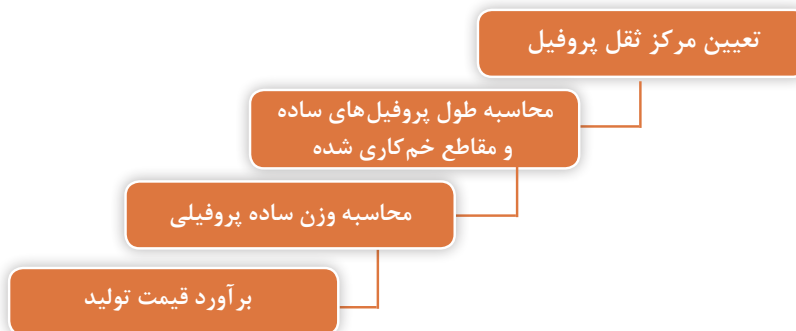 تعیین مرکز ثقل پروفیل
محاسبه طول پروفیل‌های ساده
و مقاطع خم‌کاری شده
محاسبه وزن ساده پروفیلی
برآورد قیمت تولید